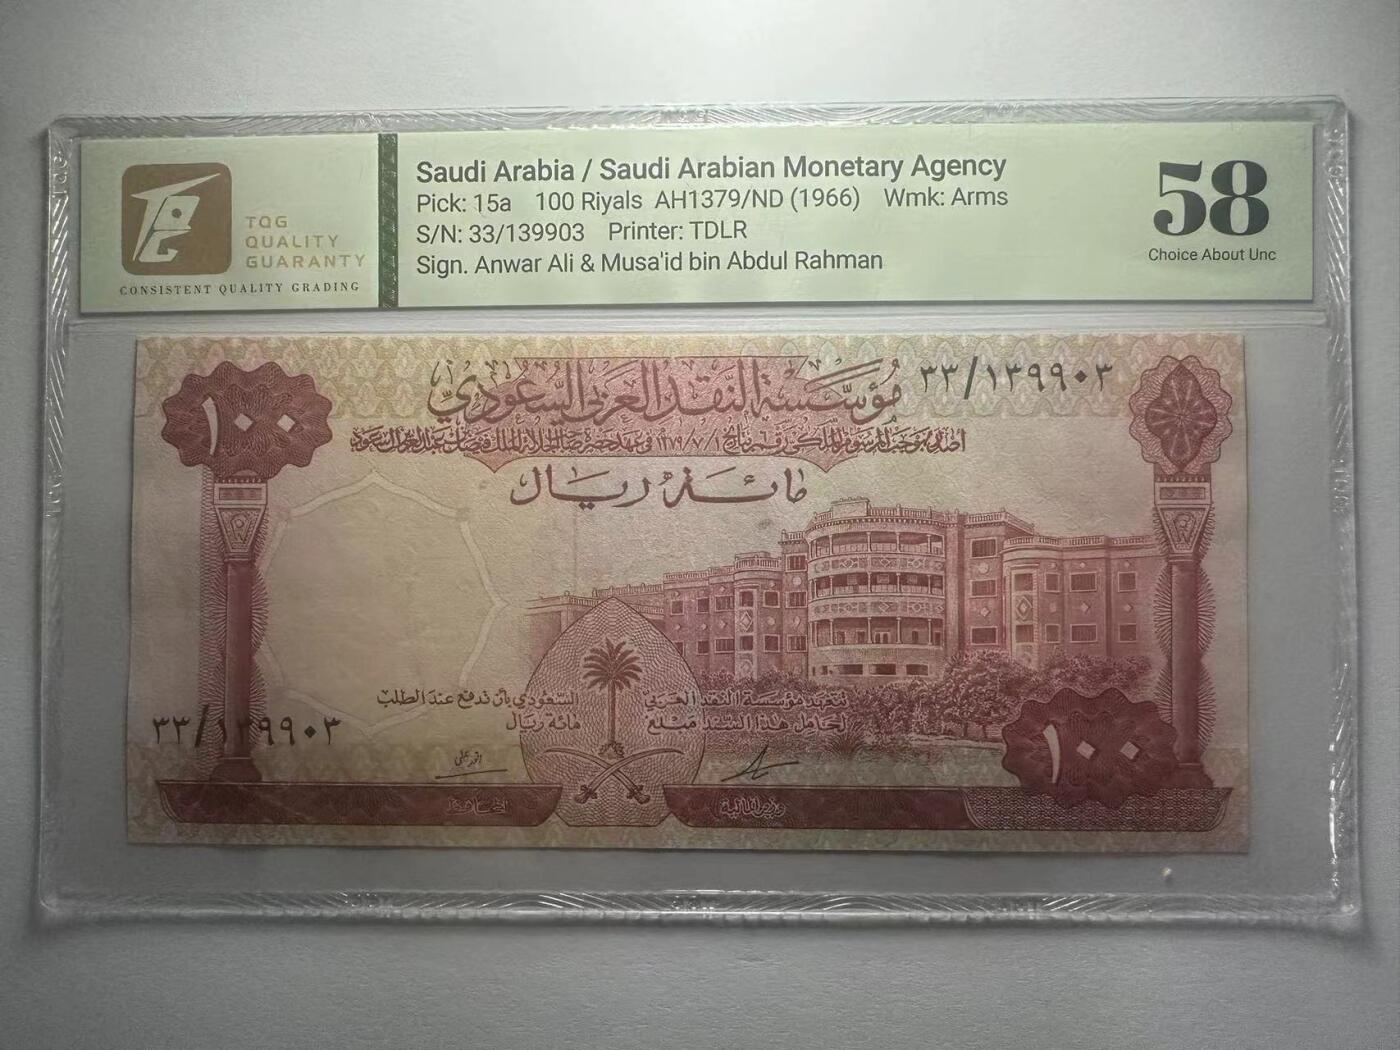 TQG
QUALITY
GUARANTY
CONSISTENT QUALITY GRADING
Saudi Arabia / Saudi Arabian Monetary Agency
Pick: 15a 100 Riyals AH1379/ND (1966) Wmk: Arms
S/N: 33/139903 Printer: TDLR
Sign. Anwar Ali & Musa'id bin Abdul Rahman
58
Choice About Unc
١٠٠
مؤسسة النقد العربي السعودي
٣٣/١٣٩٩٠٣
مائة ريال
تتعهد مؤسسة النقد العربي السعودي بأن تدفع عند الطلب
لحامل هذا السند مبلغ مائة ريال
٣٣/١٣٩٩٠٣
١٠٠
وزير المالية